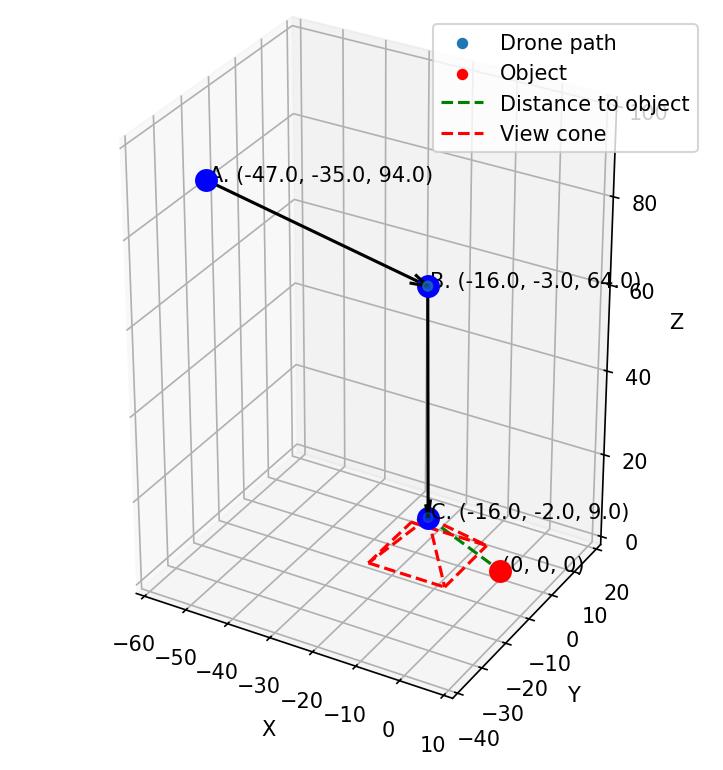 Drone path
Object
Distance to object
View cone
A. (-47.0, -35.0, 94.0)
B. (-16.0, -3.0, 64.0)
C. (-16.0, -2.0, 9.0)
(0, 0, 0)
100
80
60
40
20
0
Z
20
10
0
−10
−20
−30
−40
Y
−60
−50
−40
−30
−20
−10
0
10
X